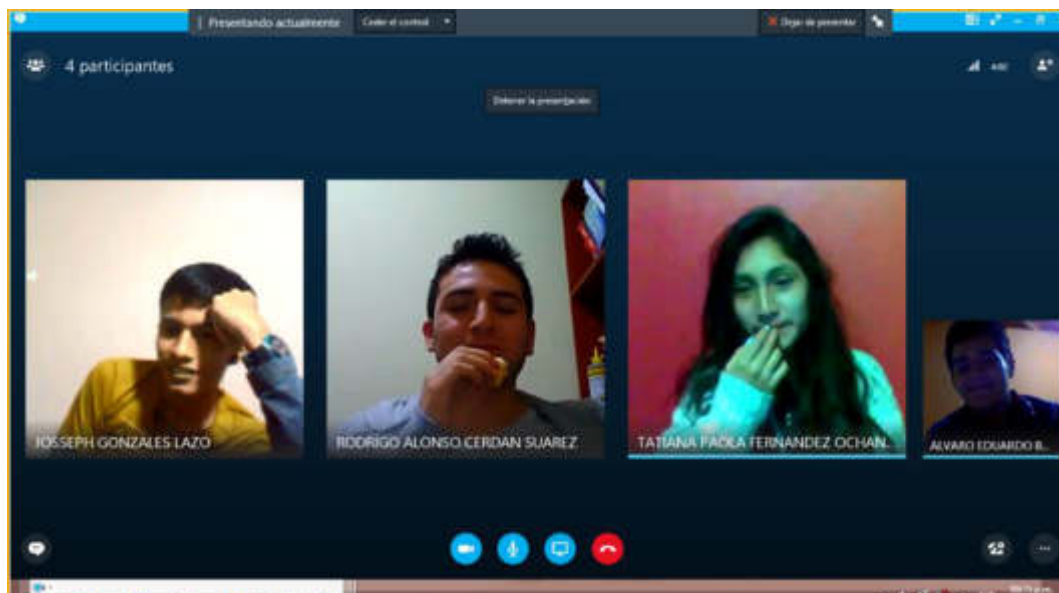 Presentando actualmente
Ceder el control
Dejar de presentar
4 participantes
Detener la presentación
JOSSEPH GONZALES LAZO
RODRIGO ALONSO CERDAN SUAREZ
TATIANA PAOLA FERNANDEZ OCHAN...
ALVARO EDUARDO B...